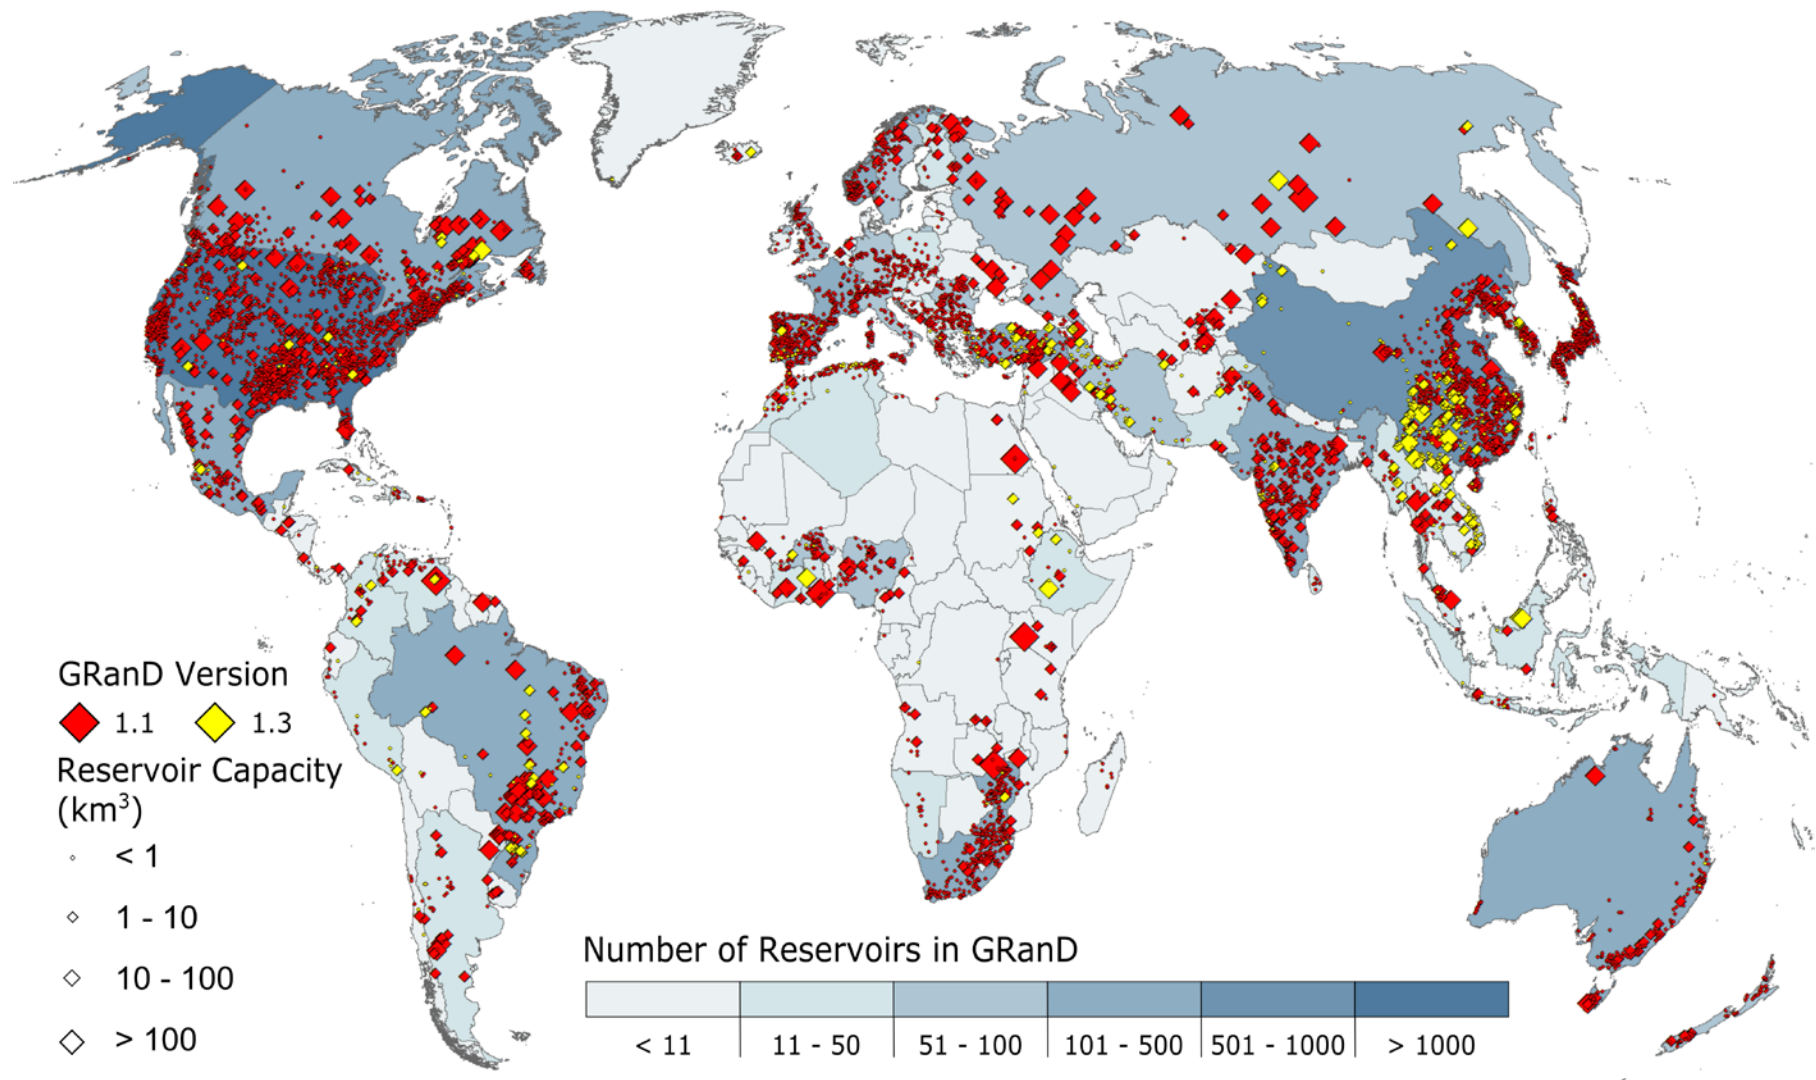 GRanD Version
1.1 1.3
Reservoir Capacity
(km³)
< 1
1 - 10
10 - 100
> 100
Number of Reservoirs in GRanD
< 11 11 - 50 51 - 100 101 - 500 501 - 1000 > 1000